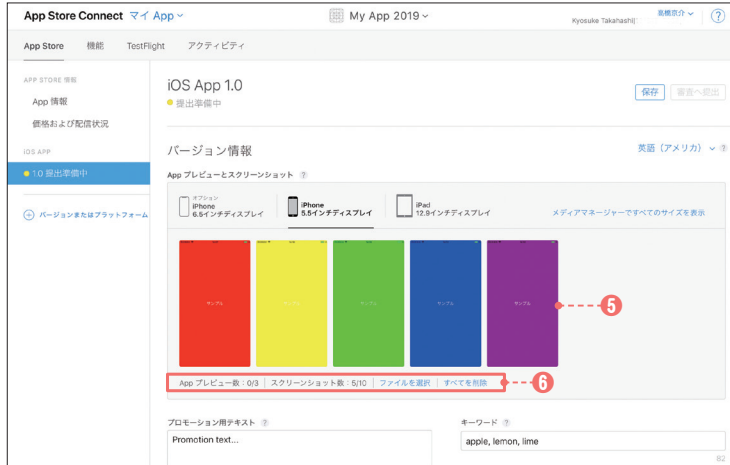 App Store Connect マイ App
My App 2019
高橋京介
Kyosuke Takahashi(
?
App Store 機能 TestFlight アクティビティ
APP STORE 情報
App 情報
価格および配信状況
iOS APP
1.0 提出準備中
+ バージョンまたはプラットフォーム
iOS App 1.0
提出準備中
保存 審査へ提出
バージョン情報
英語（アメリカ） ?
App プレビューとスクリーンショット ?
オプション
iPhone
6.5インチディスプレイ
iPhone
5.5インチディスプレイ
iPad
12.9インチディスプレイ
メディアマネージャーですべてのサイズを表示
サンプル サンプル サンプル サンプル サンプル
5
App プレビュー数：0/3 スクリーンショット数：5/10 ファイルを選択 すべてを削除
6
プロモーション用テキスト ?
Promotion text...
キーワード ?
apple, lemon, lime
82